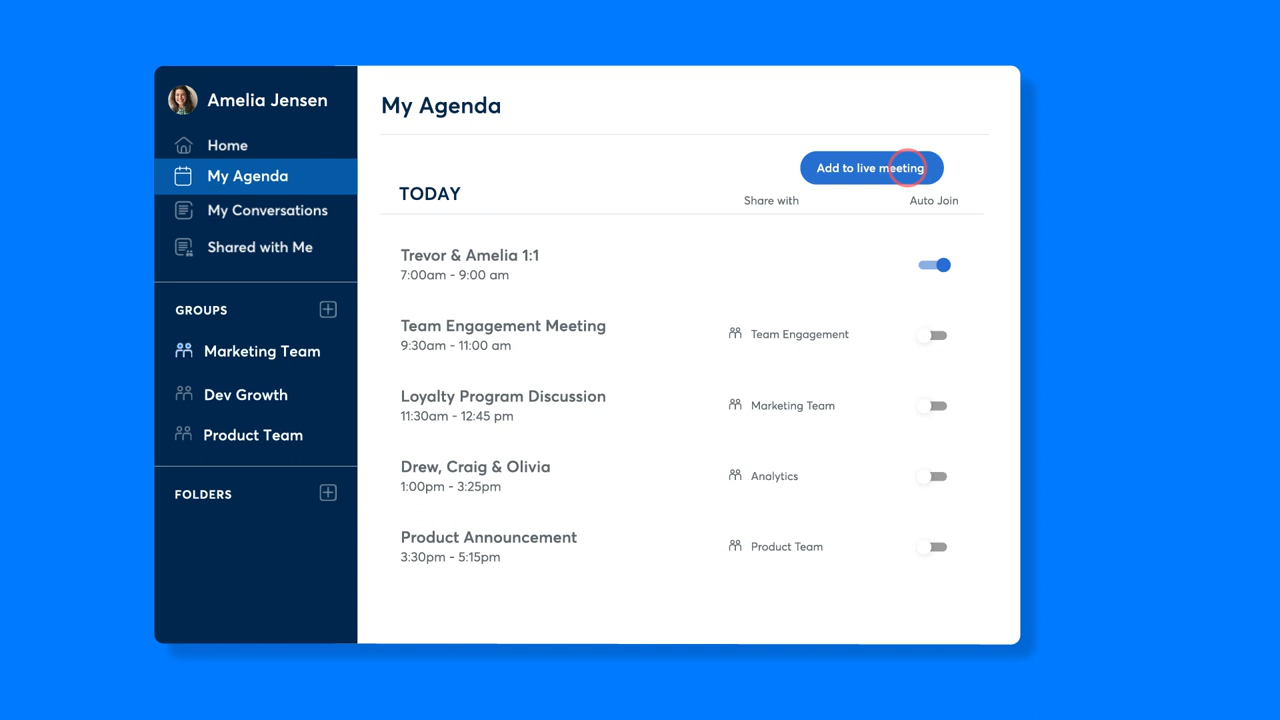 Amelia Jensen
Home
My Agenda
My Conversations
Shared with Me
GROUPS
Marketing Team
Dev Growth
Product Team
FOLDERS
My Agenda
Add to live meeting
TODAY
Share with
Auto Join
Trevor & Amelia 1:1
7:00am - 9:00 am
Team Engagement Meeting
9:30am - 11:00 am
Team Engagement
Loyalty Program Discussion
11:30am - 12:45 pm
Marketing Team
Drew, Craig & Olivia
1:00pm - 3:25pm
Analytics
Product Announcement
3:30pm - 5:15pm
Product Team